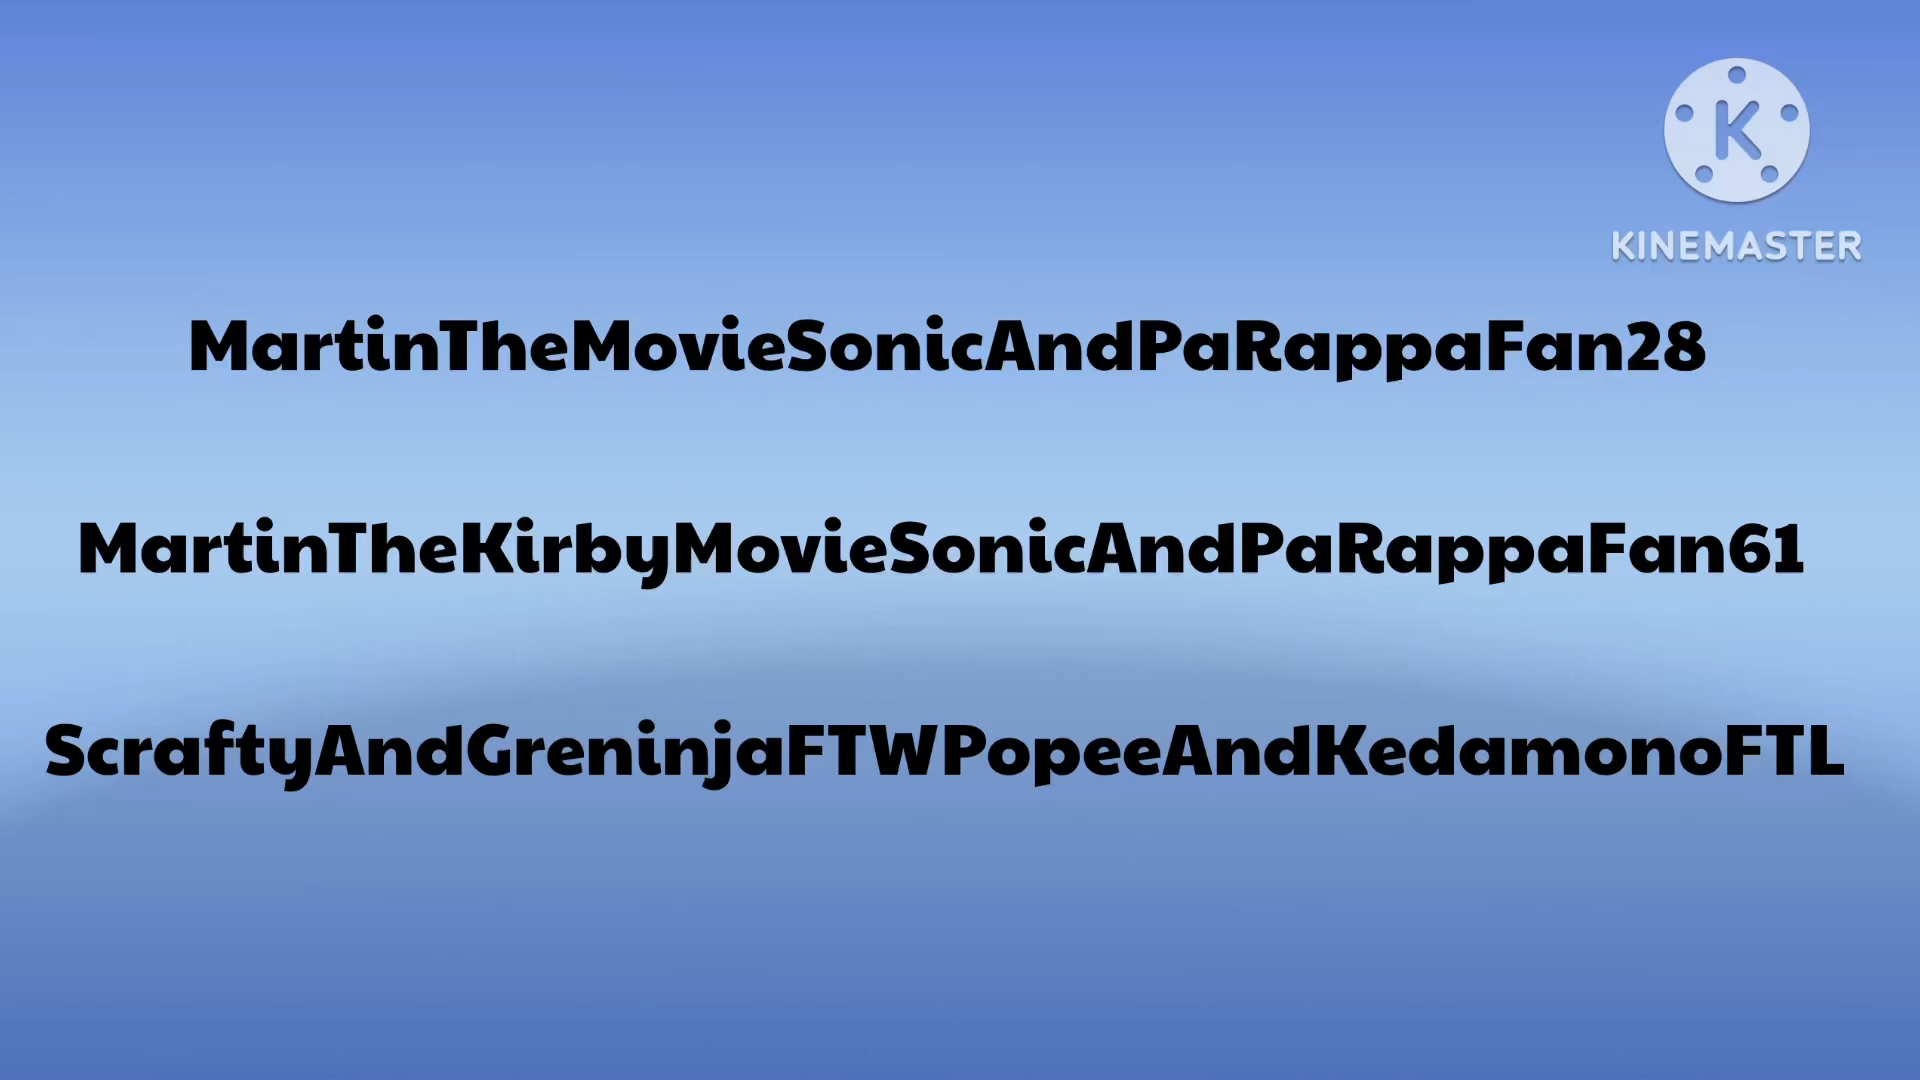 K
KINEMASTER
MartinTheMovieSonicAndPaRappaFan28
MartinTheKirbyMovieSonicAndPaRappaFan61
ScraftyAndGreninjaFTWPopeeAndKedamonoFTL